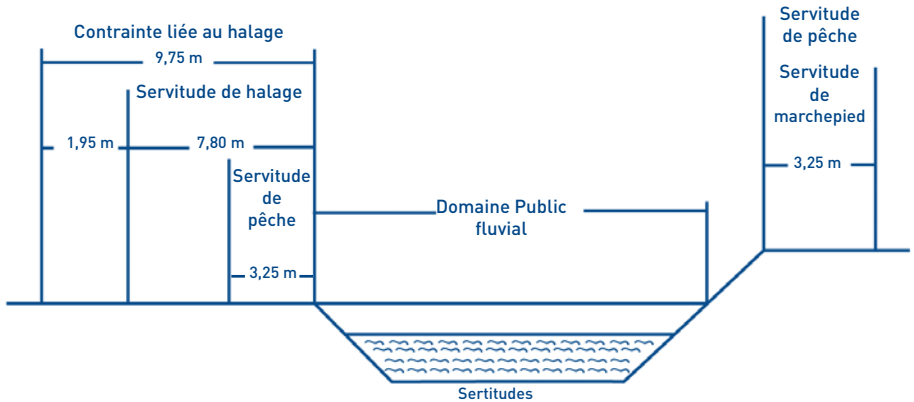 Contrainte liée au halage
9,75 m
Servitude de halage
1,95 m
7,80 m
Servitude
de
pêche
3,25 m
Domaine Public
fluvial
Servitude
de pêche
Servitude
de
marchepied
3,25 m
Sertitudes